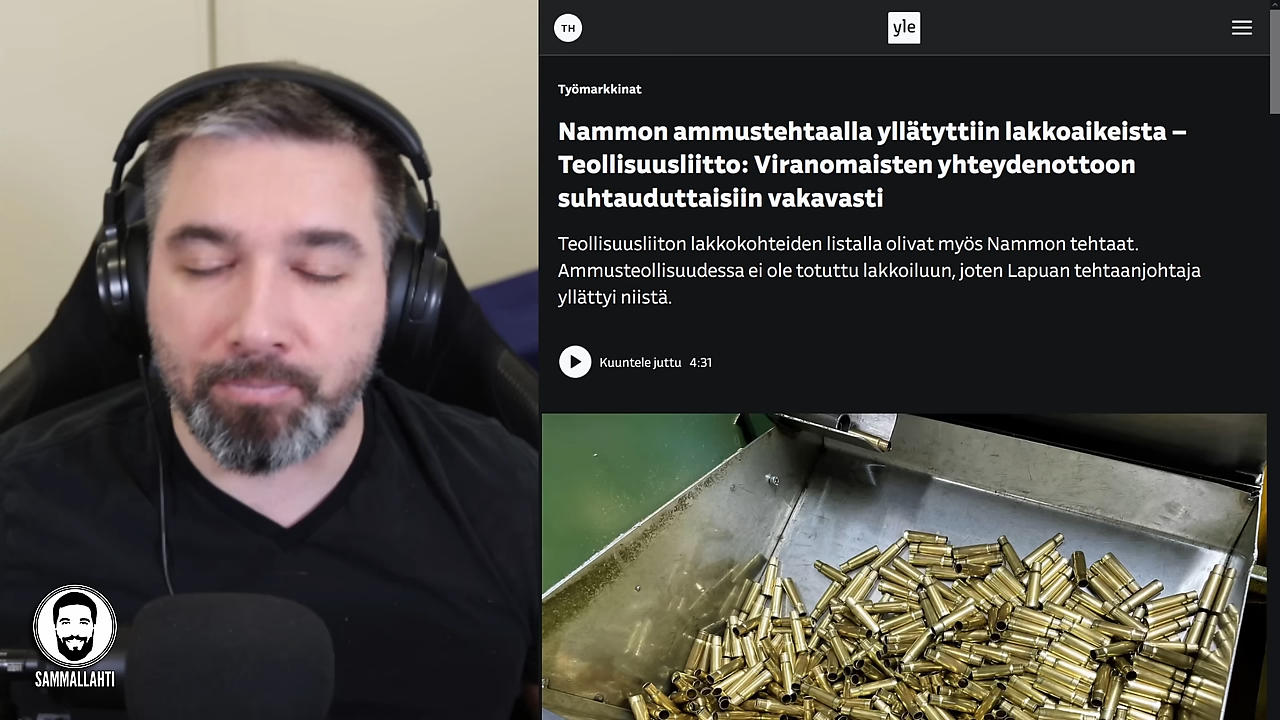 TH
yle
Työmarkkinat
Nammon ammustehtaalla yllätyttiin lakkoaikeista –
Teollisuusliitto: Viranomaisten yhteydenottoon
suhtauduttaisiin vakavasti
Teollisuusliiton lakkokohteiden listalla olivat myös Nammon tehtaat.
Ammusteollisuudessa ei ole totuttu lakkoiluun, joten Lapuan tehtaanjohtaja
yllättyi niistä.
Kuuntele juttu 4:31
SAMMALLAHTI